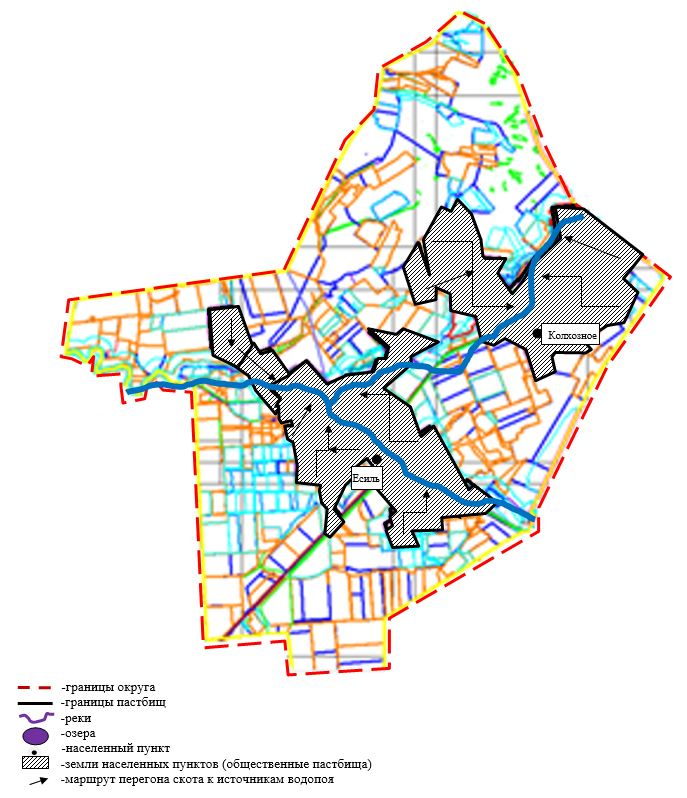 Колхозное
Есиль
-границы округа
-границы пастбищ
-реки
-озера
-населенный пункт
-земли населенных пунктов (общественные пастбища)
-маршрут перегона скота к источникам водопоя